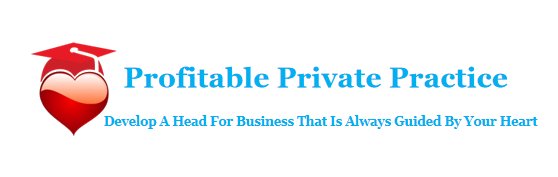 Profitable Private Practice
Develop A Head For Business That Is Always Guided By Your Heart